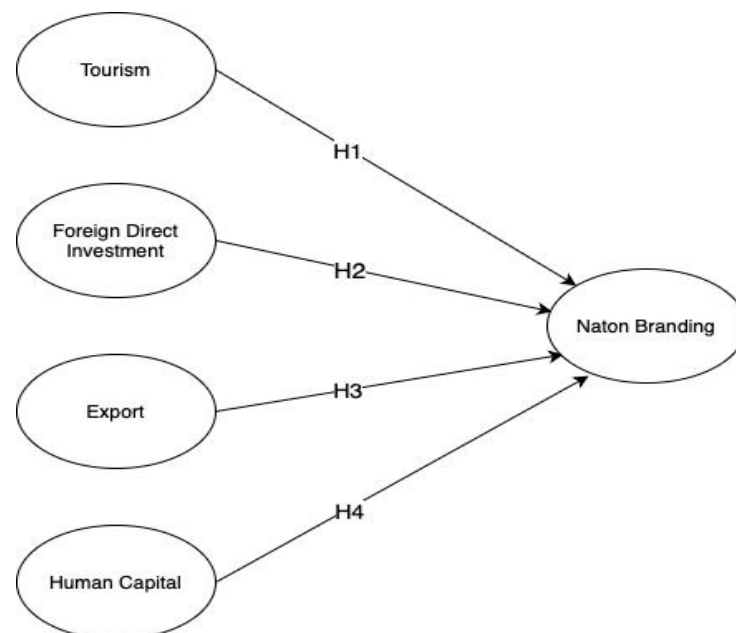 Tourism
H1
Foreign Direct
Investment
H2
Naton Branding
Export
H3
H4
Human Capital